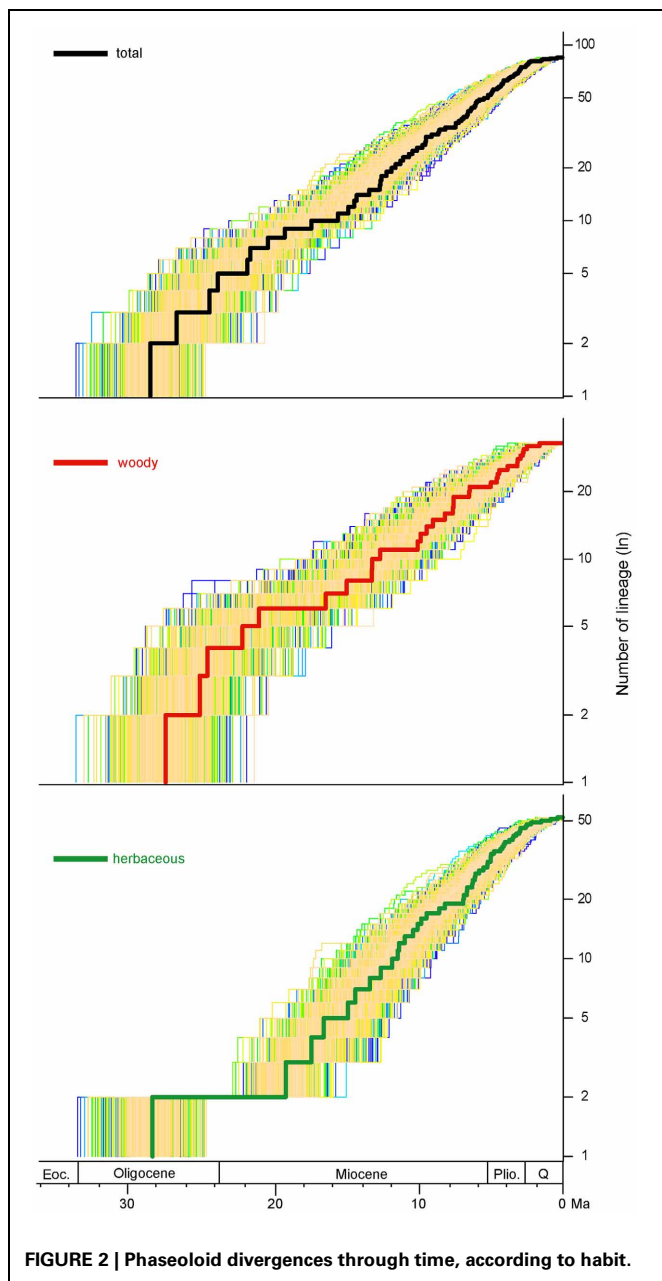 total
100
50
20
10
5
2
1
woody
20
10
5
2
1
Number of lineage (ln)
herbaceous
50
20
10
5
2
1
Eoc. Oligocene Miocene Plio. Q
30 20 10 0 Ma
FIGURE 2 | Phaseoloid divergences through time, according to habit.